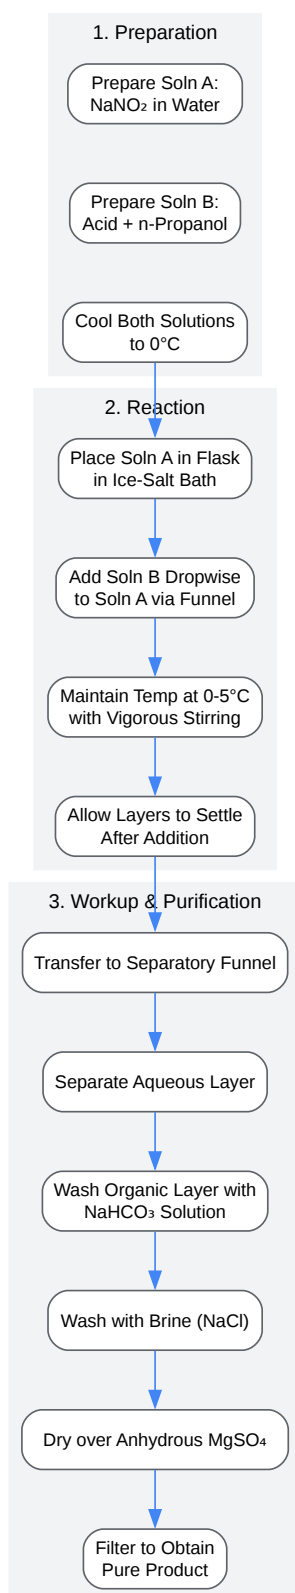 1. Preparation
Prepare Soln A:
NaNO₂ in Water
Prepare Soln B:
Acid + n-Propanol
Cool Both Solutions
to 0°C
2. Reaction
Place Soln A in Flask
in Ice-Salt Bath
Add Soln B Dropwise
to Soln A via Funnel
Maintain Temp at 0-5°C
with Vigorous Stirring
Allow Layers to Settle
After Addition
3. Workup & Purification
Transfer to Separatory Funnel
Separate Aqueous Layer
Wash Organic Layer with
NaHCO₃ Solution
Wash with Brine (NaCl)
Dry over Anhydrous MgSO₄
Filter to Obtain
Pure Product